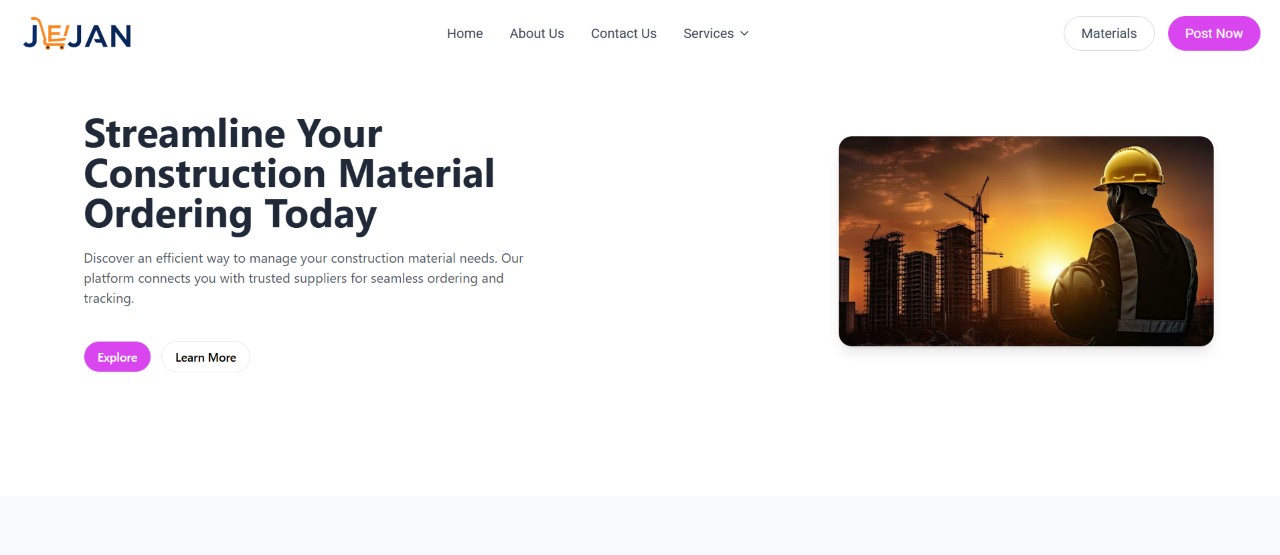 JEJAN
Home
About Us
Contact Us
Services
Materials
Post Now
Streamline Your
Construction Material
Ordering Today
Discover an efficient way to manage your construction material needs. Our
platform connects you with trusted suppliers for seamless ordering and
tracking.
Explore
Learn More